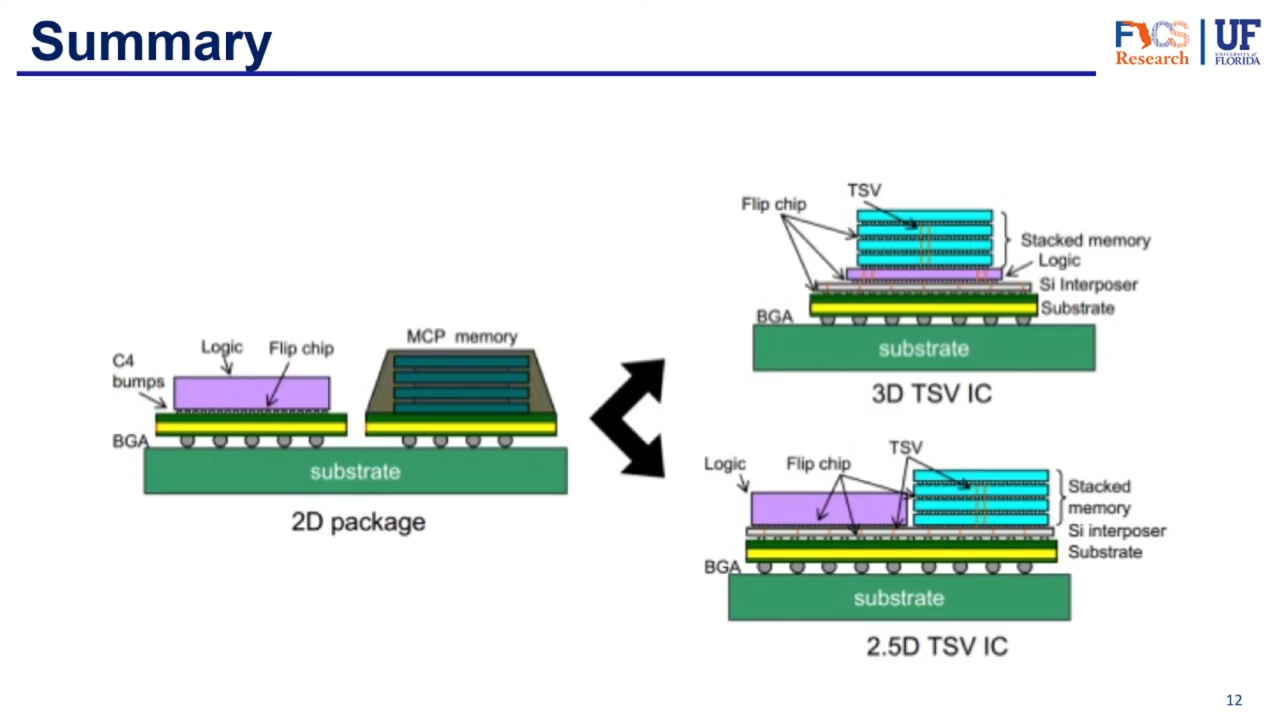 Summary
FICS
Research
UF
UNIVERSITY of
FLORIDA
C4
bumps
Logic
Flip chip
MCP memory
BGA
substrate
2D package
TSV
Flip chip
Stacked memory
Logic
Si Interposer
Substrate
BGA
substrate
3D TSV IC
Logic
Flip chip
TSV
Stacked
memory
Si interposer
Substrate
BGA
substrate
2.5D TSV IC
12